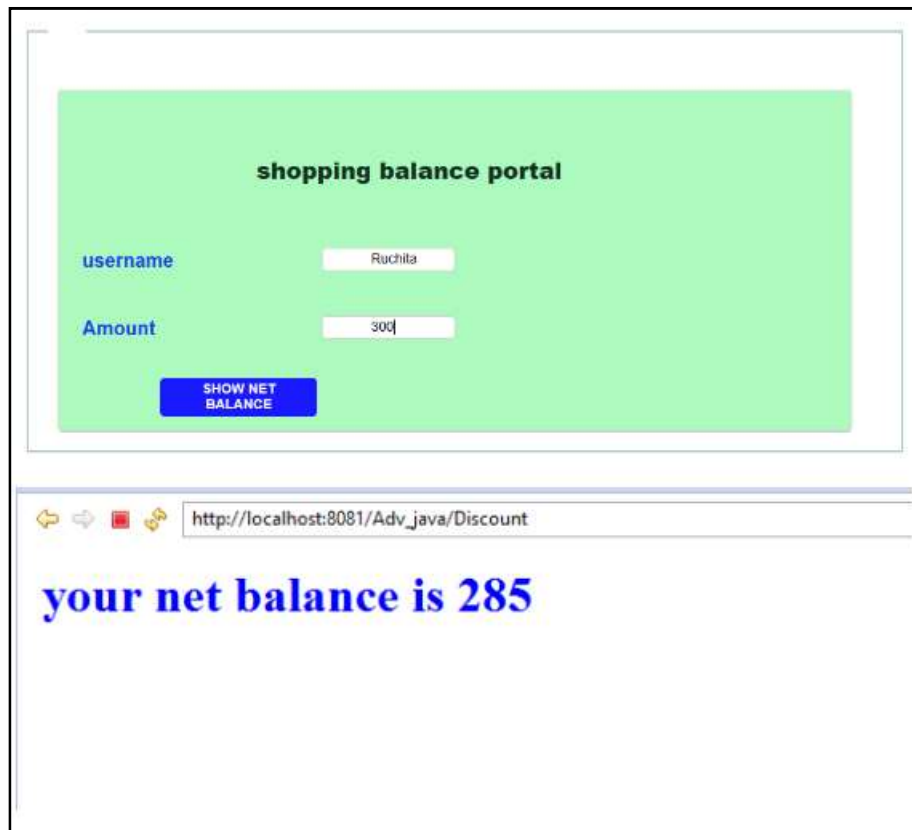 shopping balance portal
username Ruchita
Amount 300
SHOW NET
BALANCE
http://localhost:8081/Adv_java/Discount
your net balance is 285